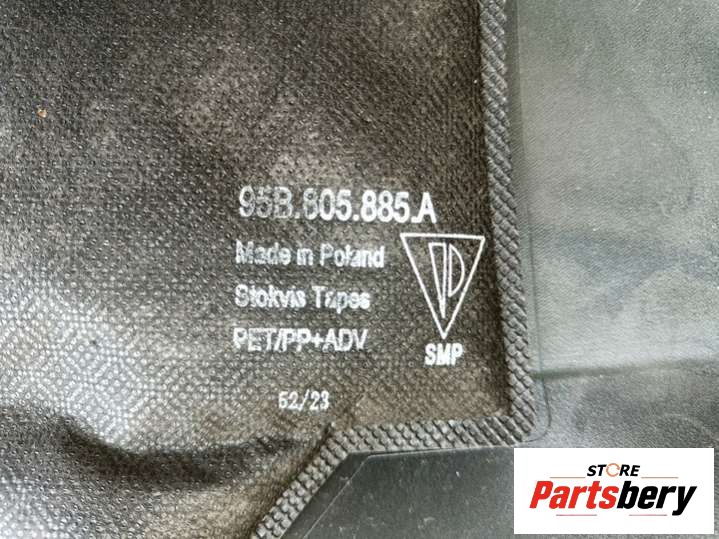 95B.805.885.A
Made in Poland
Stokvis Tapes
PET/PP+ADV
SMP
52/23
STORE
Partsbery